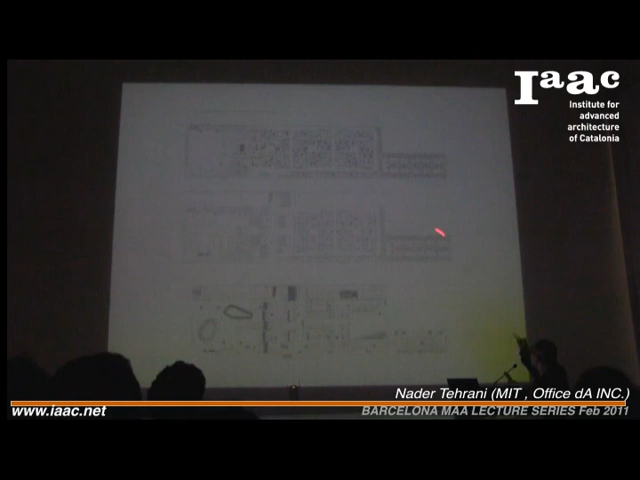 Iaac
Institute for
advanced
architecture
of Catalonia
Nader Tehrani (MIT , Office dA INC.)
www.iaac.net
BARCELONA MAA LECTURE SERIES Feb 2011